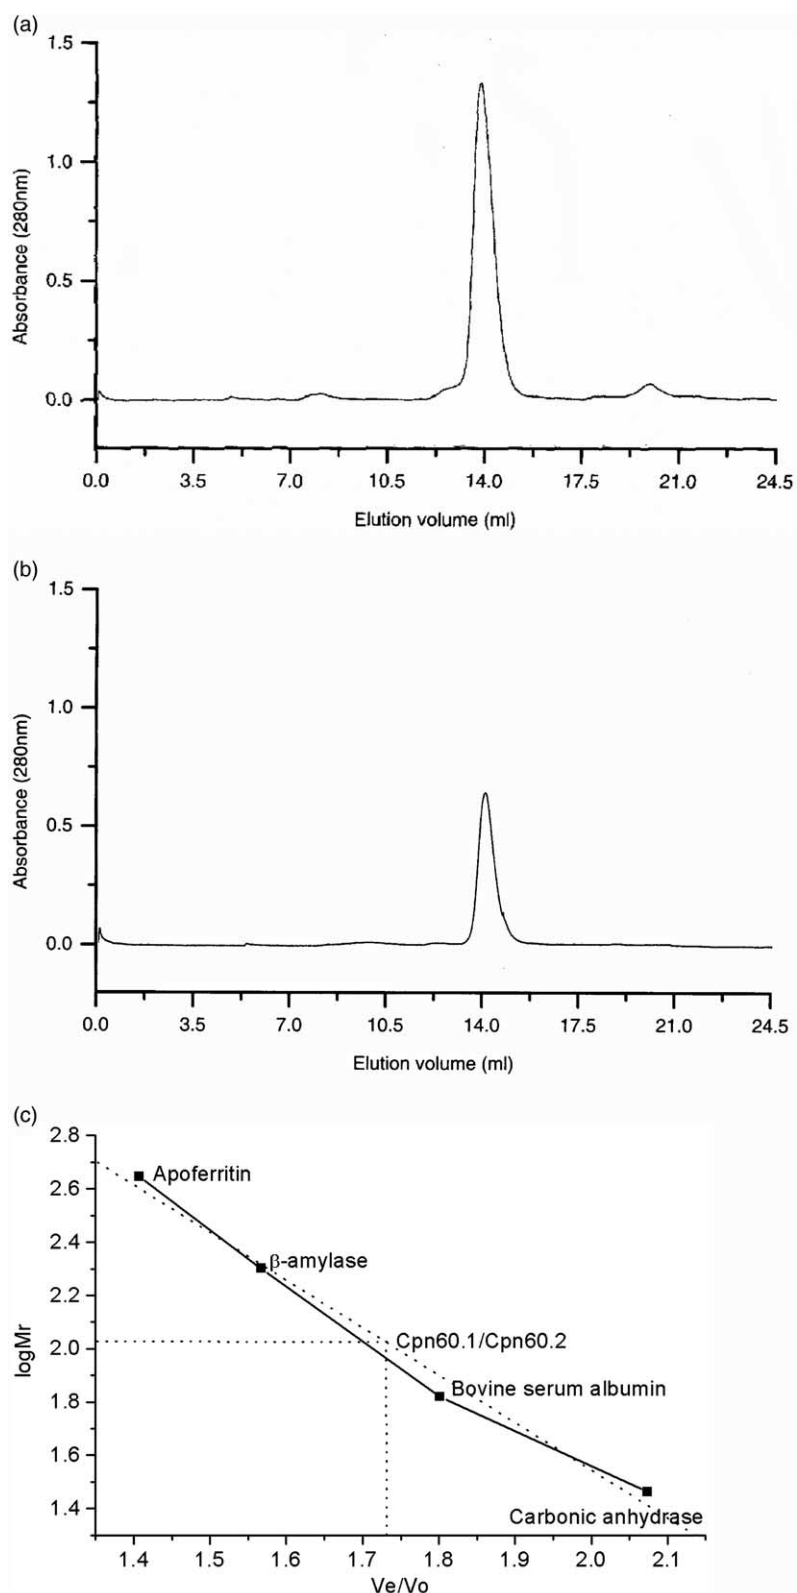 (a)
1.5
1.0
0.5
0.0
Absorbance (280nm)
0.0 3.5 7.0 10.5 14.0 17.5 21.0 24.5
Elution volume (ml)
(b)
1.5
1.0
0.5
0.0
Absorbance (280nm)
0.0 3.5 7.0 10.5 14.0 17.5 21.0 24.5
Elution volume (ml)
(c)
2.8
2.6
2.4
2.2
2.0
1.8
1.6
1.4
logMr
Apoferritin
β-amylase
Cpn60.1/Cpn60.2
Bovine serum albumin
Carbonic anhydrase
1.4 1.5 1.6 1.7 1.8 1.9 2.0 2.1
Ve/Vo